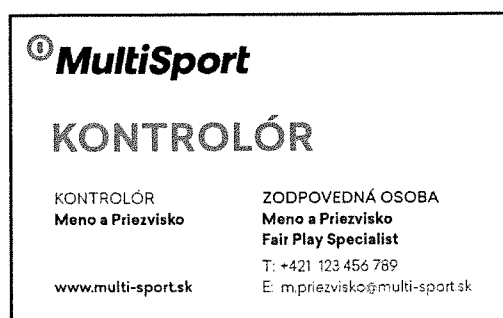 MultiSport
KONTROLÓR
KONTROLÓR
Meno a Priezvisko
www.multi-sport.sk
ZODPOVEDNÁ OSOBA
Meno a Priezvisko
Fair Play Specialist
T: +421 123 456 789
E: m.priezvisko@multi-sport.sk